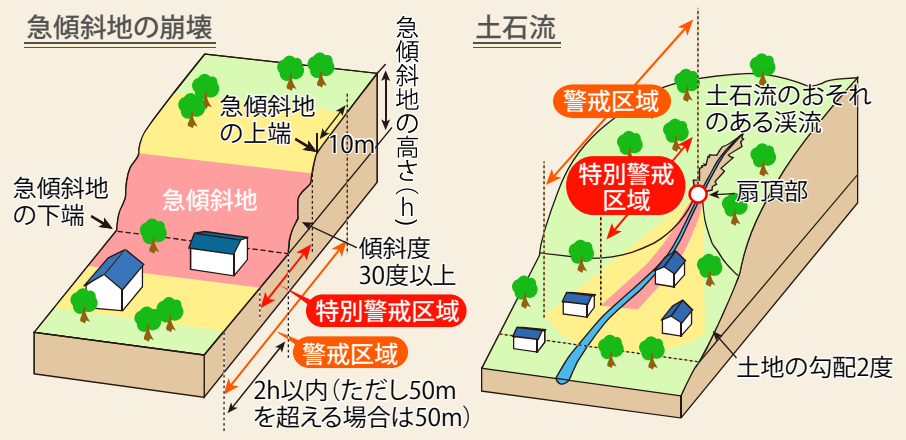 急傾斜地の崩壊
急傾斜地の高さ（h）
急傾斜地
の上端
10m
急傾斜地
急傾斜地
の下端
傾斜度
30度以上
特別警戒区域
警戒区域
2h以内（ただし50m
を超える場合は50m）
土石流
警戒区域
土石流のおそれ
のある渓流
特別警戒
区域
扇頂部
土地の勾配2度